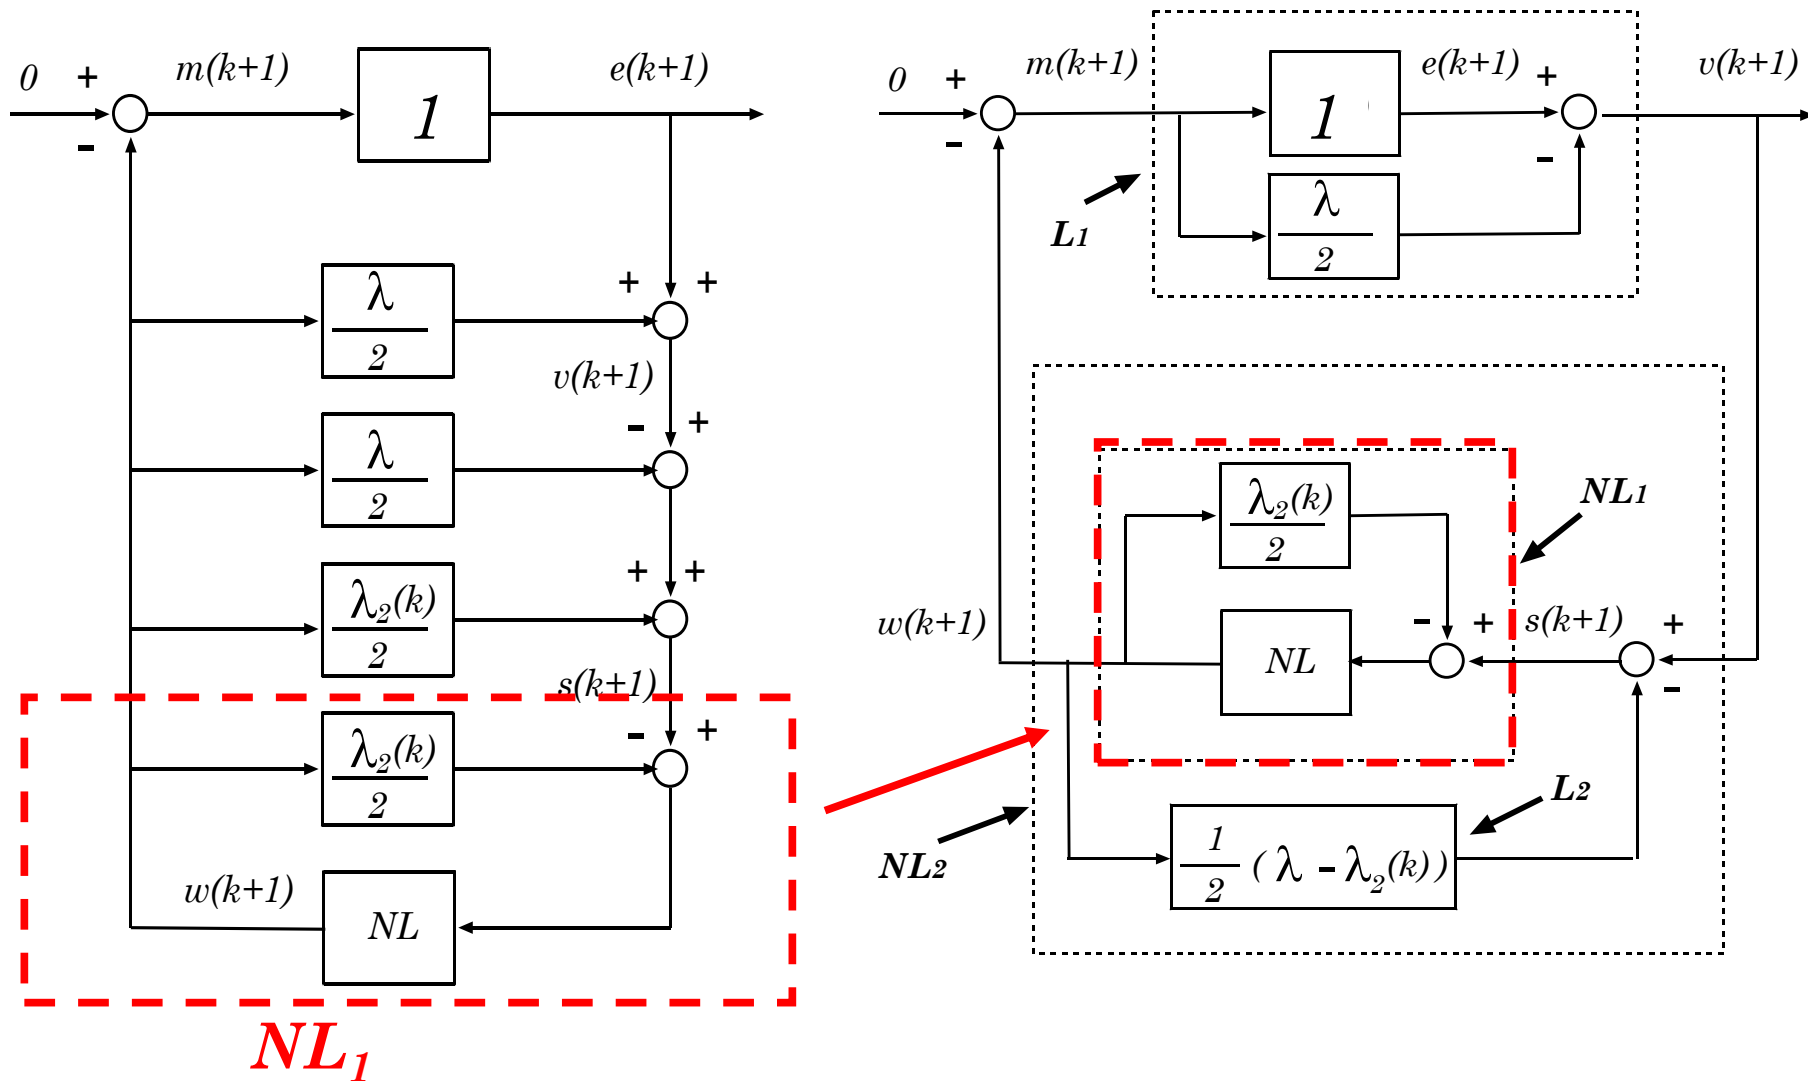 0 + m(k+1) 1 e(k+1)
-
λ/2 + +
v(k+1)
λ/2 - +
λ₂(k)/2 + +
s(k+1)
λ₂(k)/2 - +
w(k+1) NL
NL₁
0 + m(k+1) 1 e(k+1) + v(k+1)
- -
L₁ λ/2
λ₂(k)/2 NL₁
w(k+1) NL - + s(k+1) +
-
L₂
NL₂ 1/2 (λ - λ₂(k))